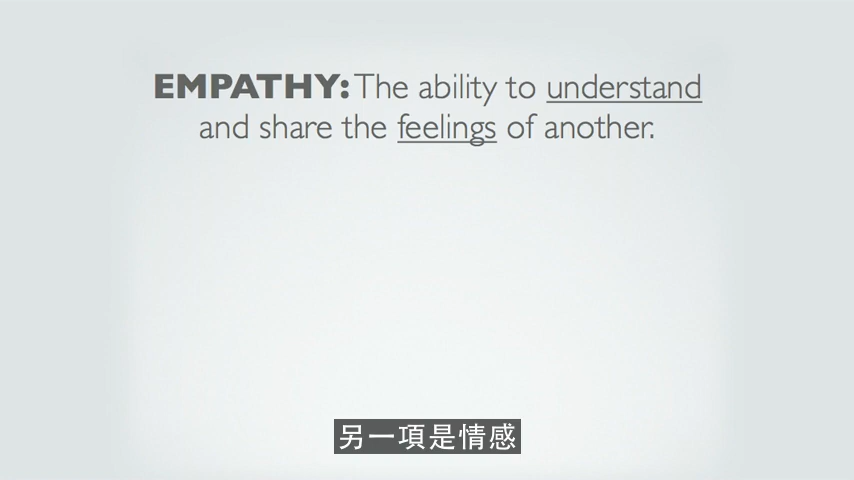 EMPATHY: The ability to understand
and share the feelings of another.
另一項是情感